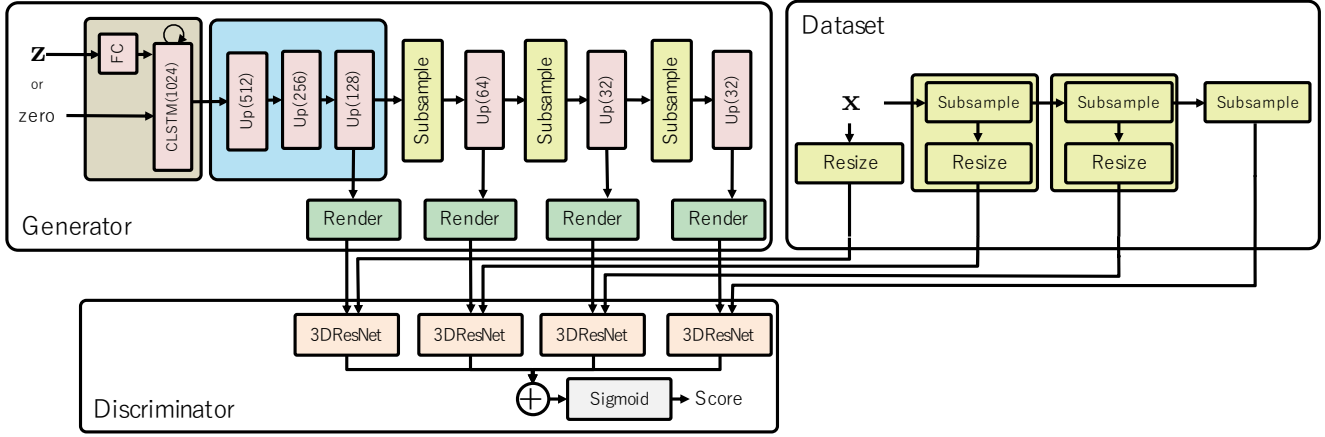 z
or
zero
FC
CLSTM(1024)
Up(512)
Up(256)
Up(128)
Subsample
Up(64)
Subsample
Up(32)
Subsample
Up(32)
Render
Render
Render
Render
Generator
Dataset
x
Subsample
Subsample
Subsample
Resize
Resize
Resize
3DResNet
3DResNet
3DResNet
3DResNet
+
Sigmoid
Score
Discriminator